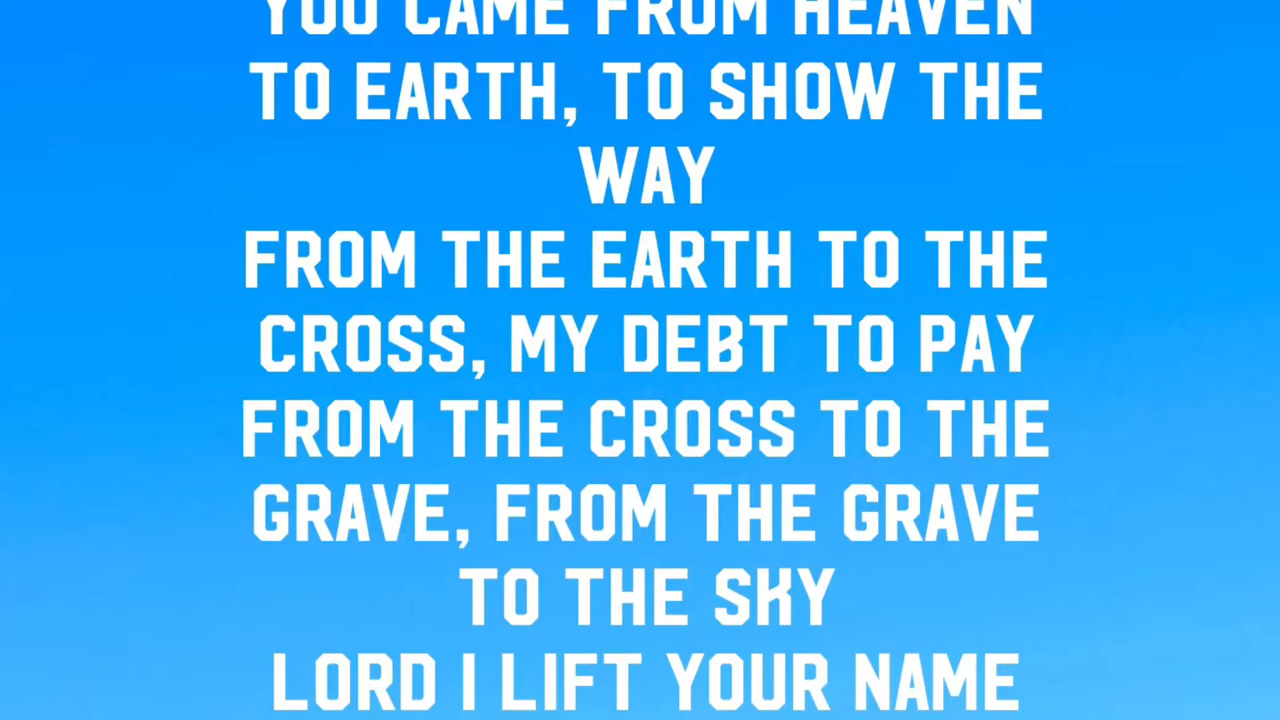 YOU CAME FROM HEAVEN
TO EARTH, TO SHOW THE
WAY
FROM THE EARTH TO THE
CROSS, MY DEBT TO PAY
FROM THE CROSS TO THE
GRAVE, FROM THE GRAVE
TO THE SKY
LORD I LIFT YOUR NAME